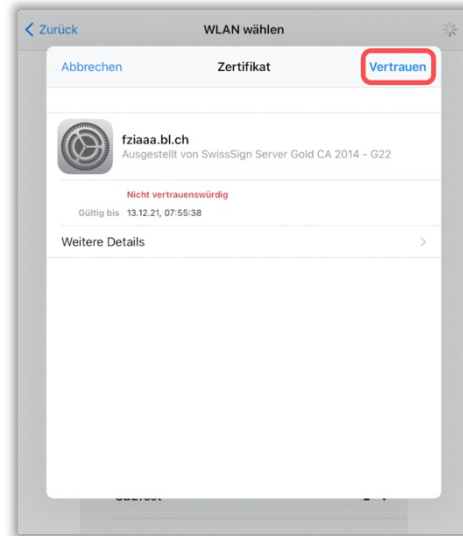 Zurück
WLAN wählen
Abbrechen
Zertifikat
Vertrauen
fziaaa.bl.ch
Ausgestellt von SwissSign Server Gold CA 2014 - G22
Nicht vertrauenswürdig
Gültig bis 13.12.21, 07:55:38
Weitere Details